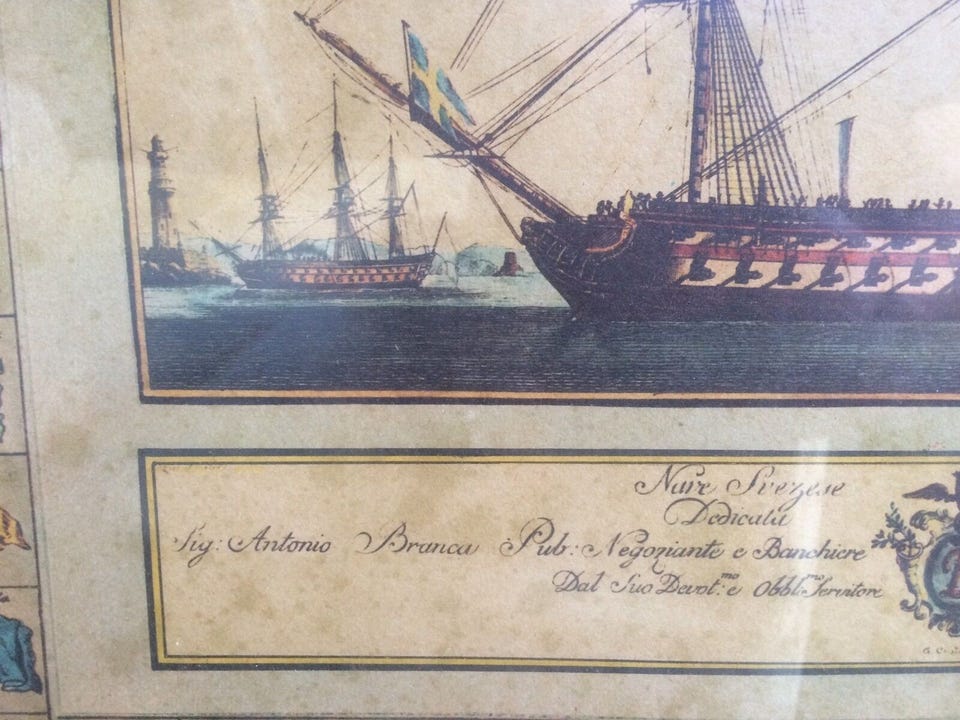 Nave Svezese
Dedicata
Sig: Antonio Branca Pub: Negoziante e Banchiere
Dal Suo Devot.mo e Obbl.mo Servitore